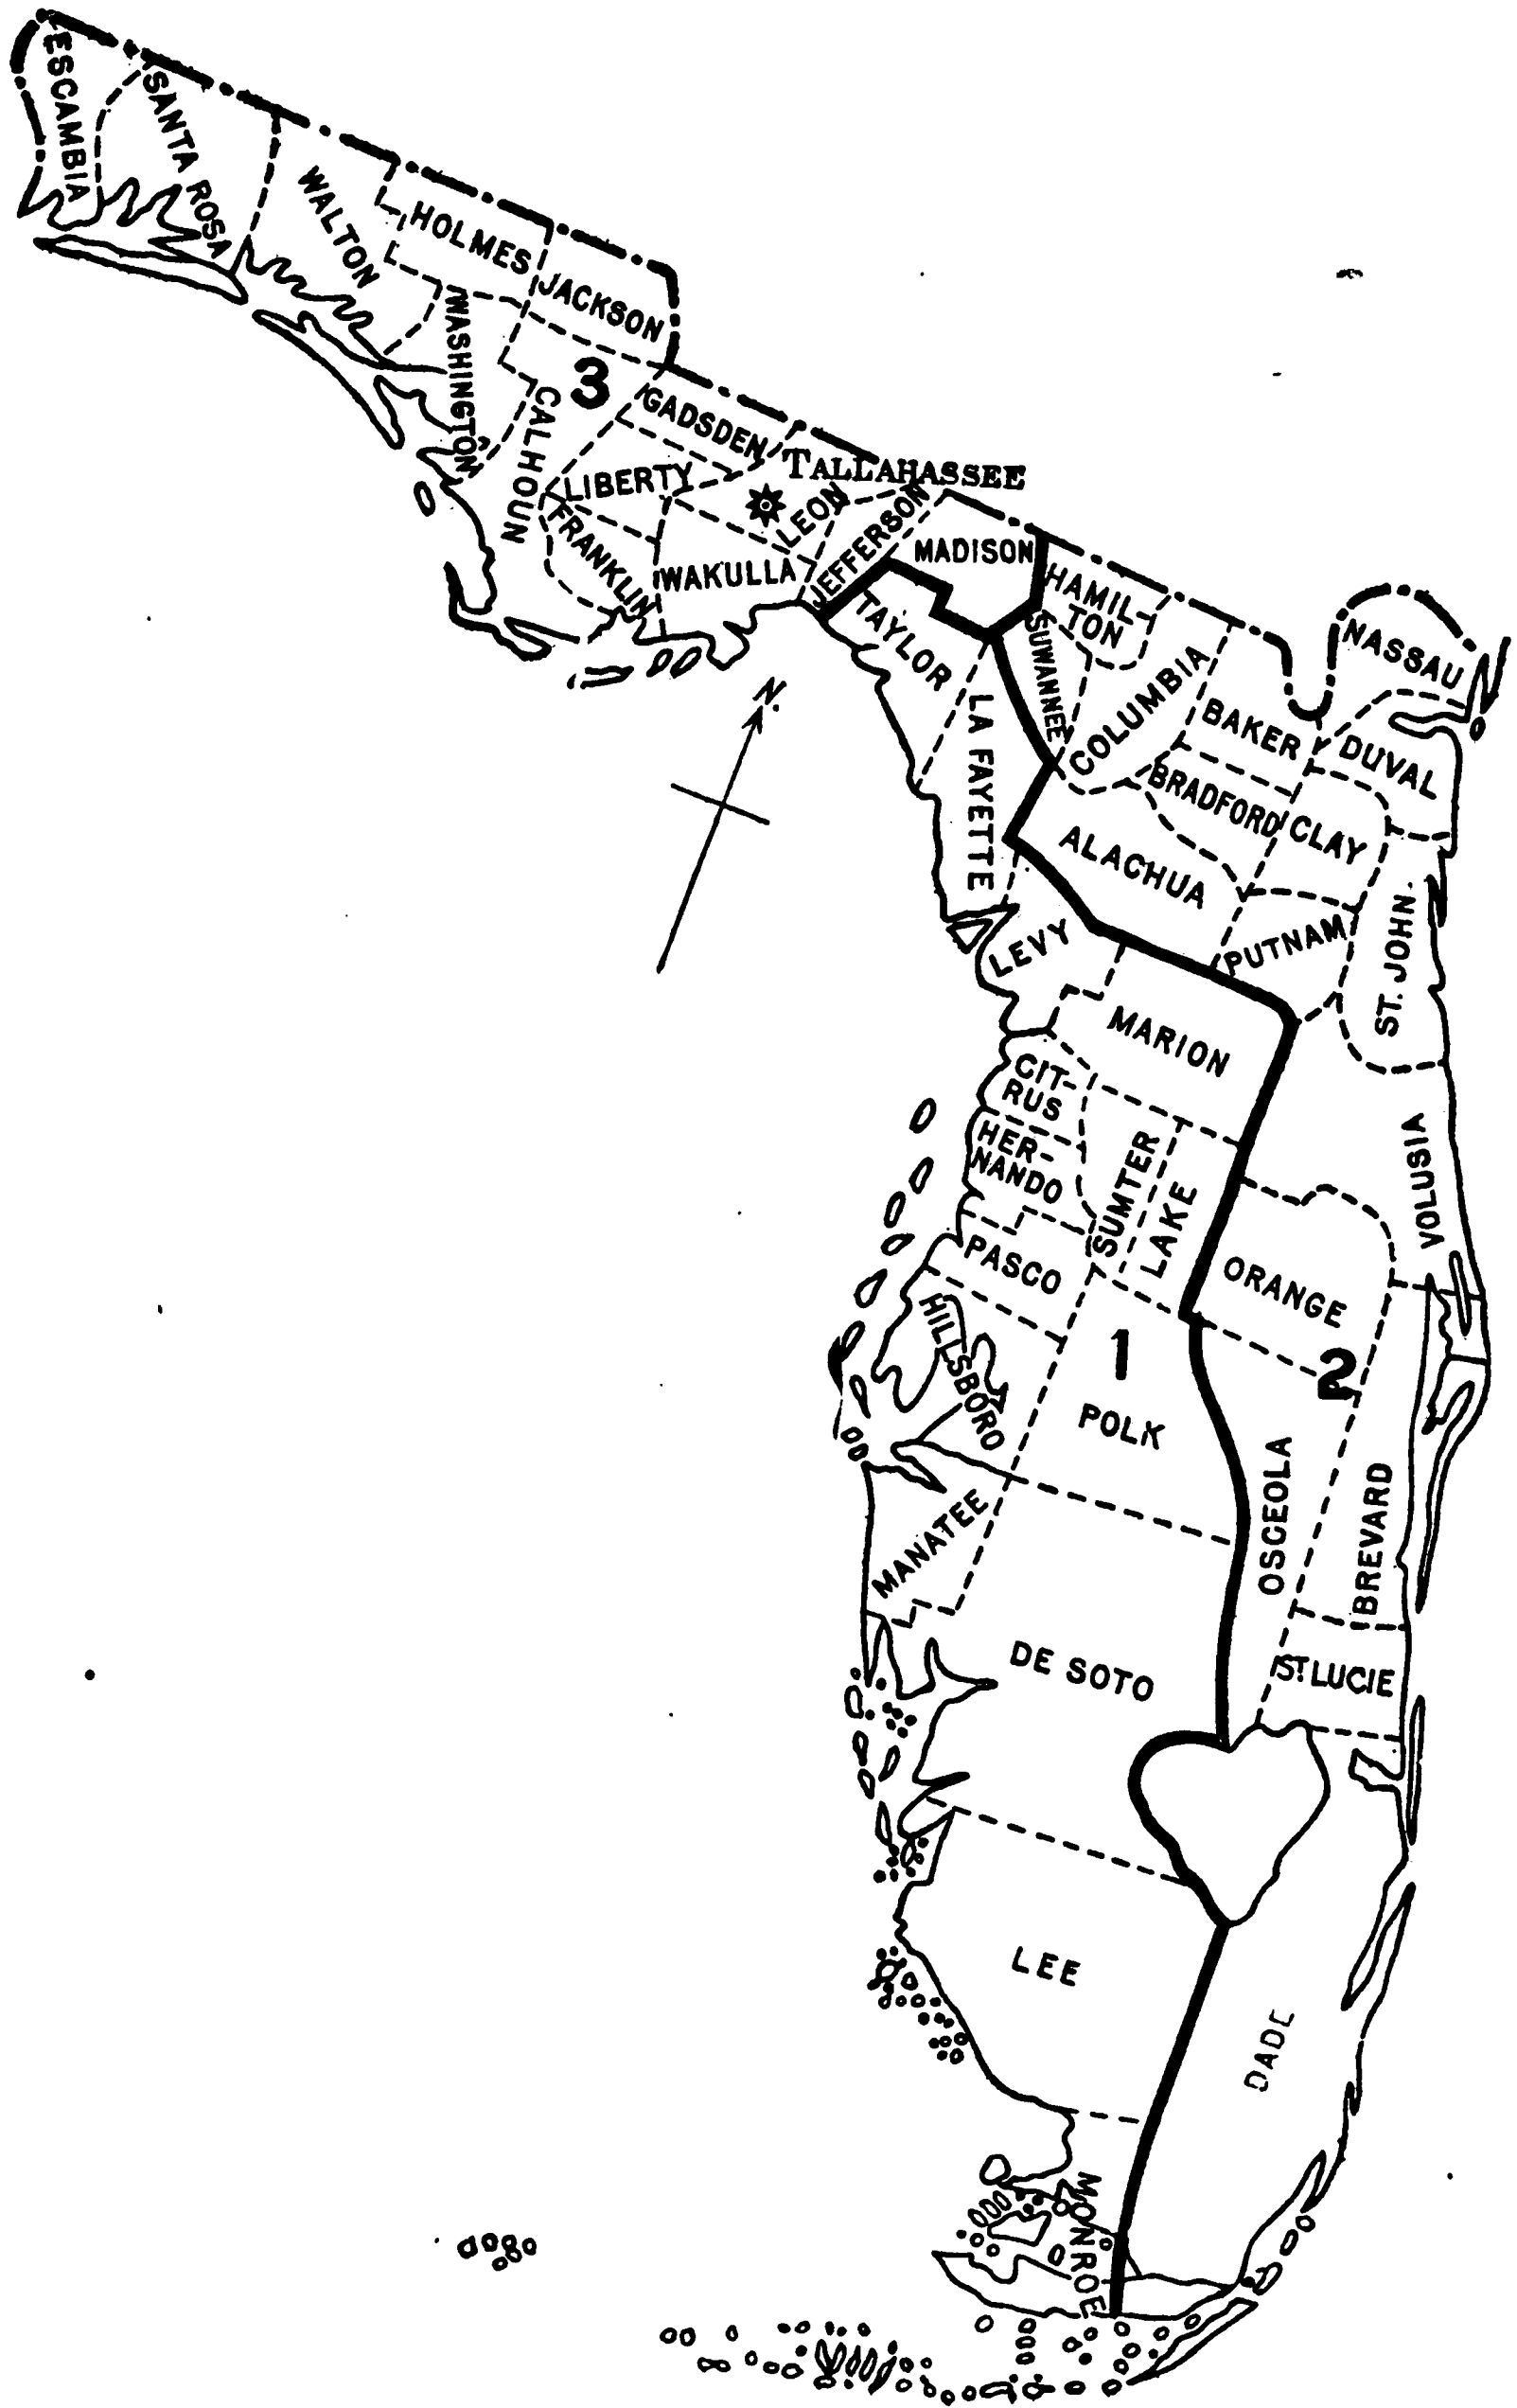 ESCAMBIA
SANTA ROSA
WALTON
HOLMES
JACKSON
WASHINGTON
3
CALHOUN
GADSDEN
TALLAHASSEE
LIBERTY
LEON
FRANKLIN
WAKULLA
JEFFERSON
MADISON
TAYLOR
HAMIL-
TON
SUWANNEE
LA FAYETTE
COLUMBIA
NASSAU
BAKER
DUVAL
BRADFORD
CLAY
ALACHUA
PUTNAM
ST. JOHN.
N.
LEVY
MARION
CIT-
RUS
HER-
NANDO
SUMTER
LAKE
VOLUSIA
PASCO
ORANGE
HILLSBORO
1
2
POLK
OSCEOLA
BREVARD
MANATEE
DE SOTO
ST. LUCIE
LEE
DADE
MONROE